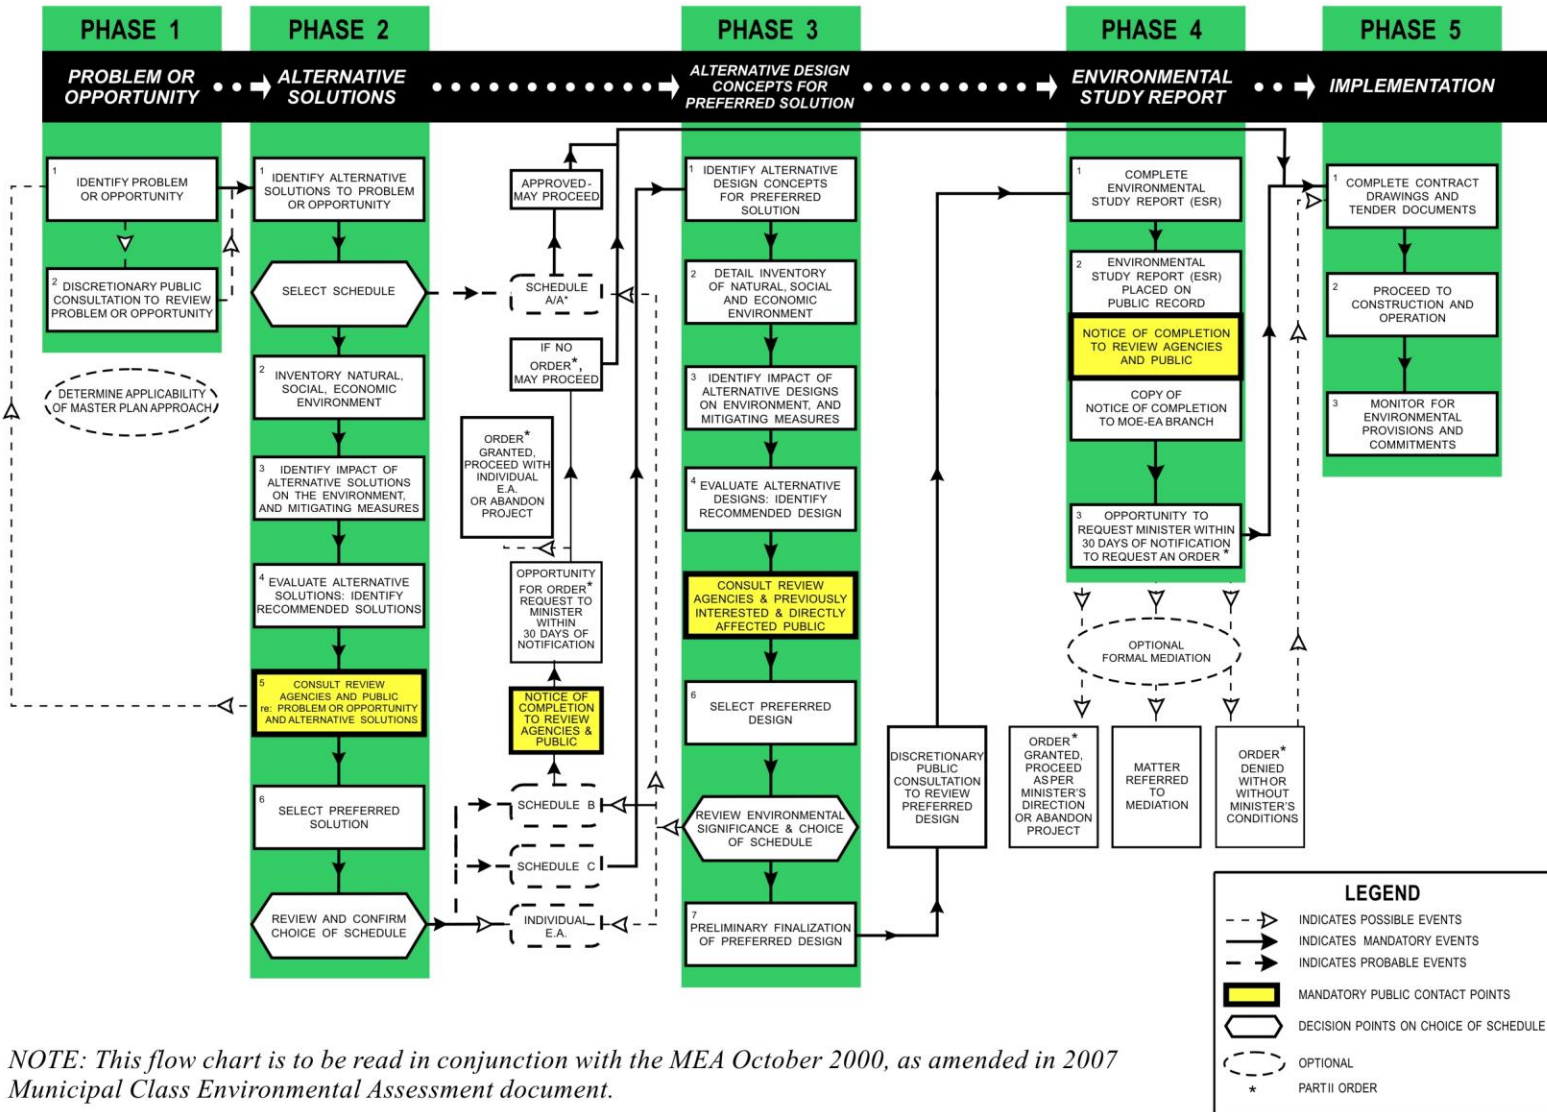 PHASE 1
PHASE 2
PHASE 3
PHASE 4
PHASE 5
PROBLEM OR
OPPORTUNITY
ALTERNATIVE
SOLUTIONS
ALTERNATIVE DESIGN
CONCEPTS FOR
PREFERRED SOLUTION
ENVIRONMENTAL
STUDY REPORT
IMPLEMENTATION
1
IDENTIFY PROBLEM
OR OPPORTUNITY
2 DISCRETIONARY PUBLIC
CONSULTATION TO REVIEW
PROBLEM OR OPPORTUNITY
DETERMINE APPLICABILITY
OF MASTER PLAN APPROACH
1
IDENTIFY ALTERNATIVE
SOLUTIONS TO PROBLEM
OR OPPORTUNITY
SELECT SCHEDULE
2
INVENTORY NATURAL,
SOCIAL, ECONOMIC
ENVIRONMENT
3 IDENTIFY IMPACT OF
ALTERNATIVE SOLUTIONS
ON THE ENVIRONMENT,
AND MITIGATING MEASURES
4 EVALUATE ALTERNATIVE
SOLUTIONS: IDENTIFY
RECOMMENDED SOLUTIONS
5 CONSULT REVIEW
AGENCIES AND PUBLIC
re: PROBLEM OR OPPORTUNITY
AND ALTERNATIVE SOLUTIONS
6
SELECT PREFERRED
SOLUTION
REVIEW AND CONFIRM
CHOICE OF SCHEDULE
APPROVED-
MAY PROCEED
SCHEDULE
A/A*
IF NO
ORDER*,
MAY PROCEED
ORDER*
GRANTED,
PROCEED WITH
INDIVIDUAL
E.A.
OR ABANDON
PROJECT
OPPORTUNITY
FOR ORDER*
REQUEST TO
MINISTER
WITHIN
30 DAYS OF
NOTIFICATION
NOTICE OF
COMPLETION
TO REVIEW
AGENCIES &
PUBLIC
SCHEDULE B
SCHEDULE C
INDIVIDUAL
E.A.
1 IDENTIFY ALTERNATIVE
DESIGN CONCEPTS
FOR PREFERRED
SOLUTION
2 DETAIL INVENTORY
OF NATURAL, SOCIAL
AND ECONOMIC
ENVIRONMENT
3 IDENTIFY IMPACT OF
ALTERNATIVE DESIGNS
ON ENVIRONMENT, AND
MITIGATING MEASURES
4 EVALUATE ALTERNATIVE
DESIGNS: IDENTIFY
RECOMMENDED DESIGN
CONSULT REVIEW
AGENCIES & PREVIOUSLY
INTERESTED & DIRECTLY
AFFECTED PUBLIC
6
SELECT PREFERRED
DESIGN
REVIEW ENVIRONMENTAL
SIGNIFICANCE & CHOICE
OF SCHEDULE
7
PRELIMINARY FINALIZATION
OF PREFERRED DESIGN
DISCRETIONARY
PUBLIC
CONSULTATION
TO REVIEW
PREFERRED
DESIGN
1
COMPLETE
ENVIRONMENTAL
STUDY REPORT (ESR)
2 ENVIRONMENTAL
STUDY REPORT (ESR)
PLACED ON
PUBLIC RECORD
NOTICE OF COMPLETION
TO REVIEW AGENCIES
AND PUBLIC
COPY OF
NOTICE OF COMPLETION
TO MOE-EA BRANCH
3 OPPORTUNITY TO
REQUEST MINISTER WITHIN
30 DAYS OF NOTIFICATION
TO REQUEST AN ORDER*
OPTIONAL
FORMAL MEDIATION
ORDER*
GRANTED,
PROCEED
AS PER
MINISTER'S
DIRECTION
OR ABANDON
PROJECT
MATTER
REFERRED
TO
MEDIATION
ORDER*
DENIED
WITH OR
WITHOUT
MINISTER'S
CONDITIONS
1
COMPLETE CONTRACT
DRAWINGS AND
TENDER DOCUMENTS
2
PROCEED TO
CONSTRUCTION AND
OPERATION
3 MONITOR FOR
ENVIRONMENTAL
PROVISIONS AND
COMMITMENTS
LEGEND
INDICATES POSSIBLE EVENTS
INDICATES MANDATORY EVENTS
INDICATES PROBABLE EVENTS
MANDATORY PUBLIC CONTACT POINTS
DECISION POINTS ON CHOICE OF SCHEDULE
OPTIONAL
* PART II ORDER
NOTE: This flow chart is to be read in conjunction with the MEA October 2000, as amended in 2007
Municipal Class Environmental Assessment document.